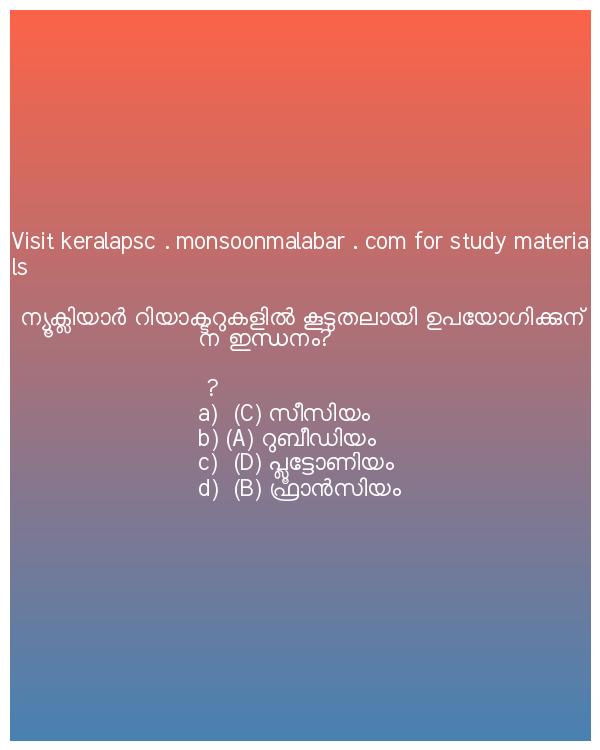 Visit keralapsc . monsoonmalabar . com for study materia
ls
ന്യൂക്ലിയാർ റിയാക്ടറുകളിൽ കൂടുതലായി ഉപയോഗിക്കുന്
ന ഇന്ധനം?
?
a) (C) സീസിയം
b) (A) റുബീഡിയം
c) (D) പ്ലൂട്ടോണിയം
d) (B) ഫ്രാൻസിയം